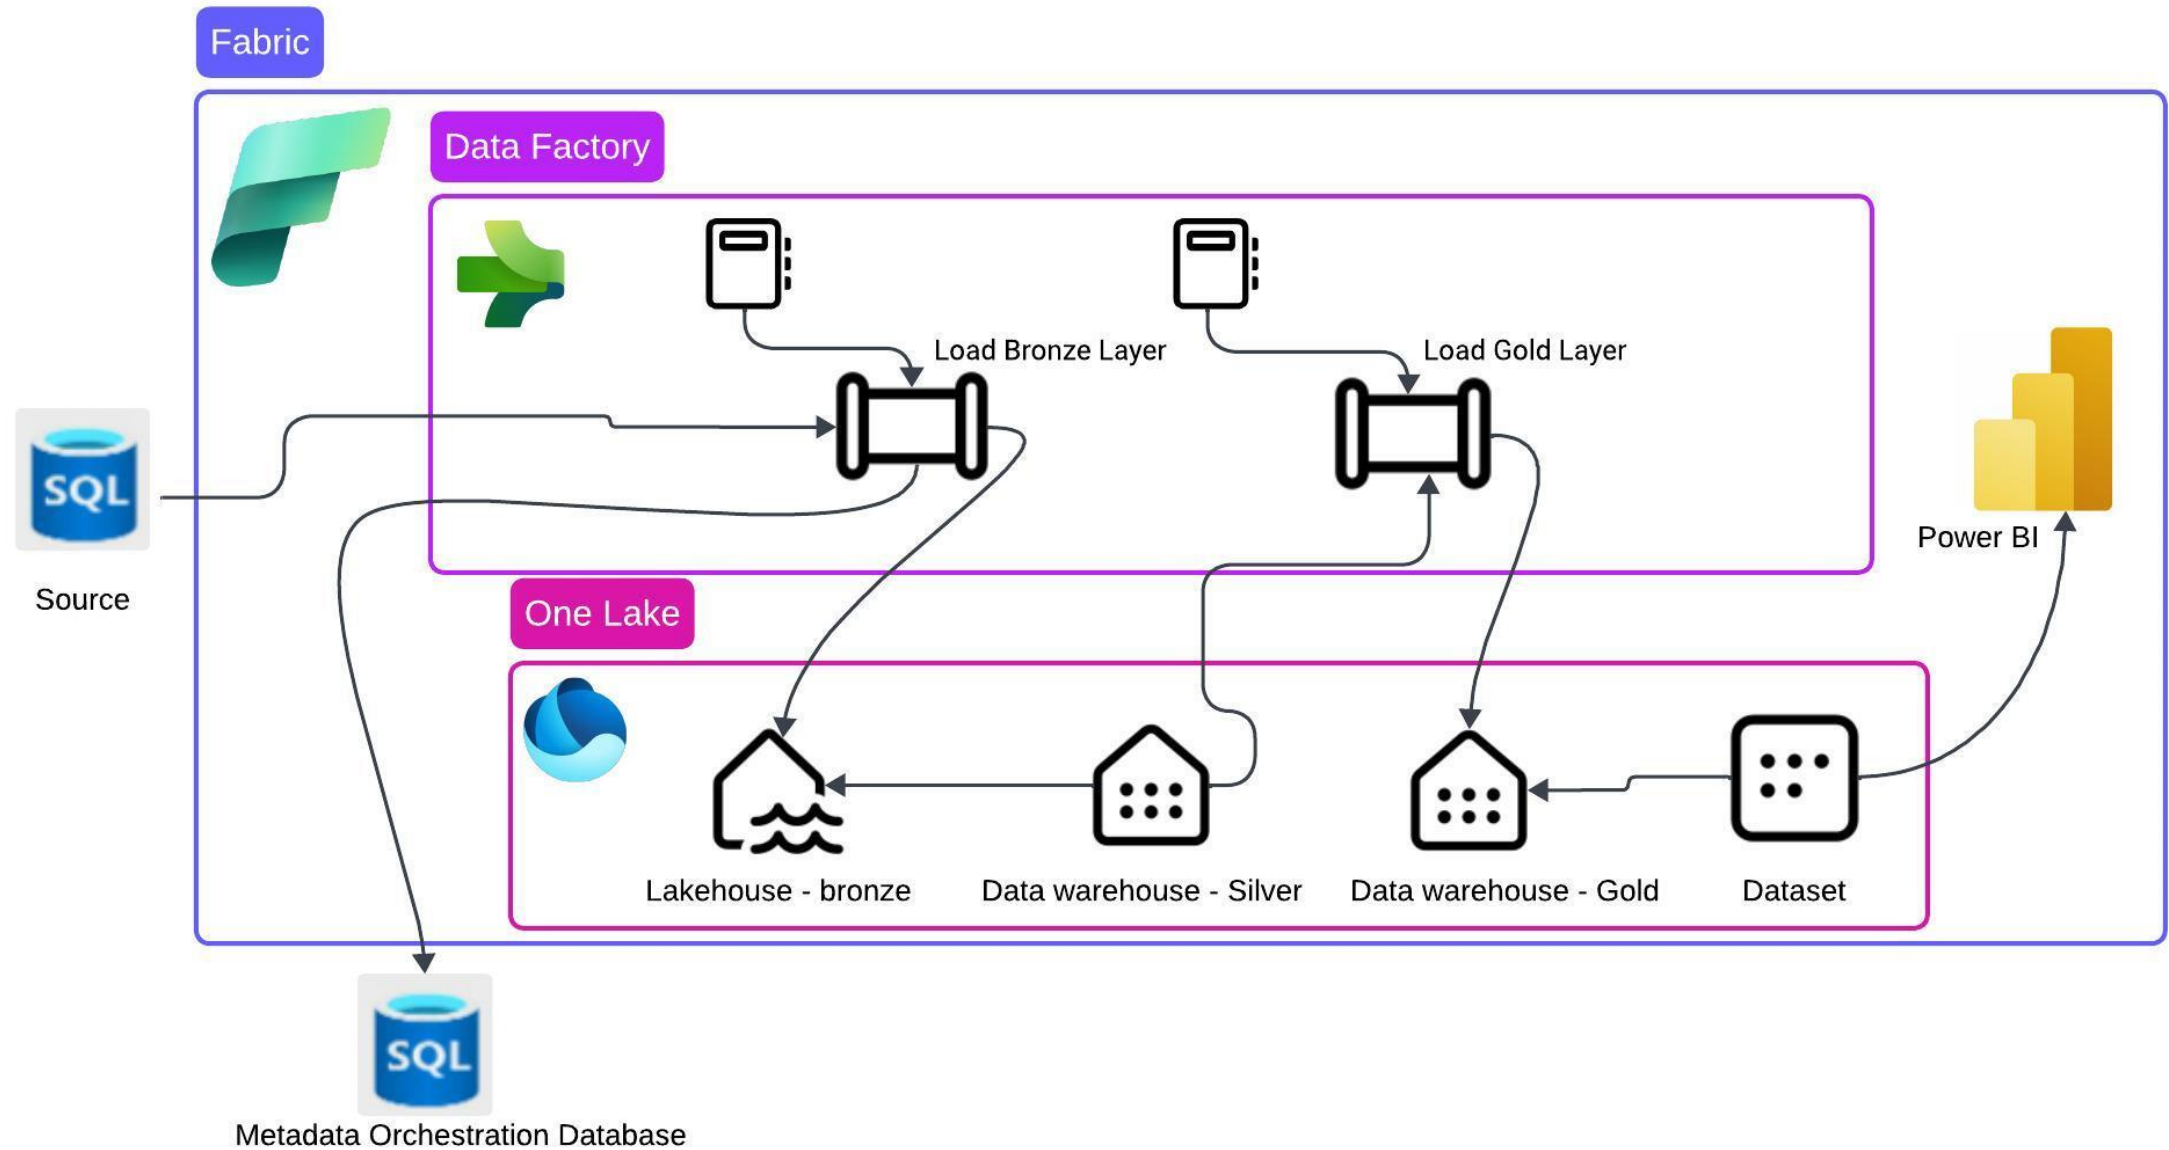 Fabric
Data Factory
Load Bronze Layer
Load Gold Layer
SQL
Source
Power BI
One Lake
Lakehouse - bronze
Data warehouse - Silver
Data warehouse - Gold
Dataset
SQL
Metadata Orchestration Database